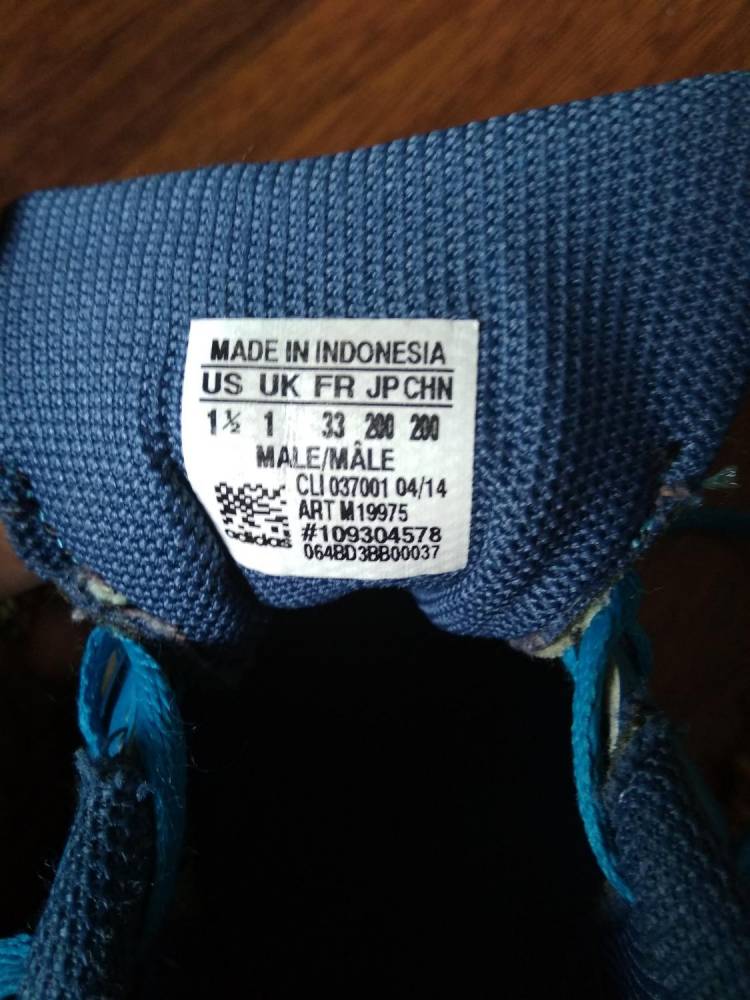 MADE IN INDONESIA
US UK FR JP CHN
1½ 1 33 200 200
MALE/MÂLE
CLI 037001 04/14
ART M19975
#109304578
064BD3BB00037
adidas